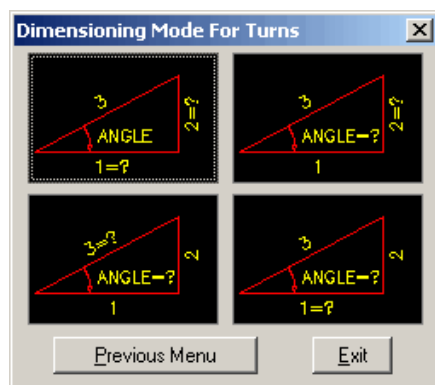 Dimensioning Mode For Turns
3
2=?
ANGLE
1=?
3
2=?
ANGLE=?
1
3=?
2
ANGLE=?
1
3
2
ANGLE=?
1=?
Previous Menu
Exit